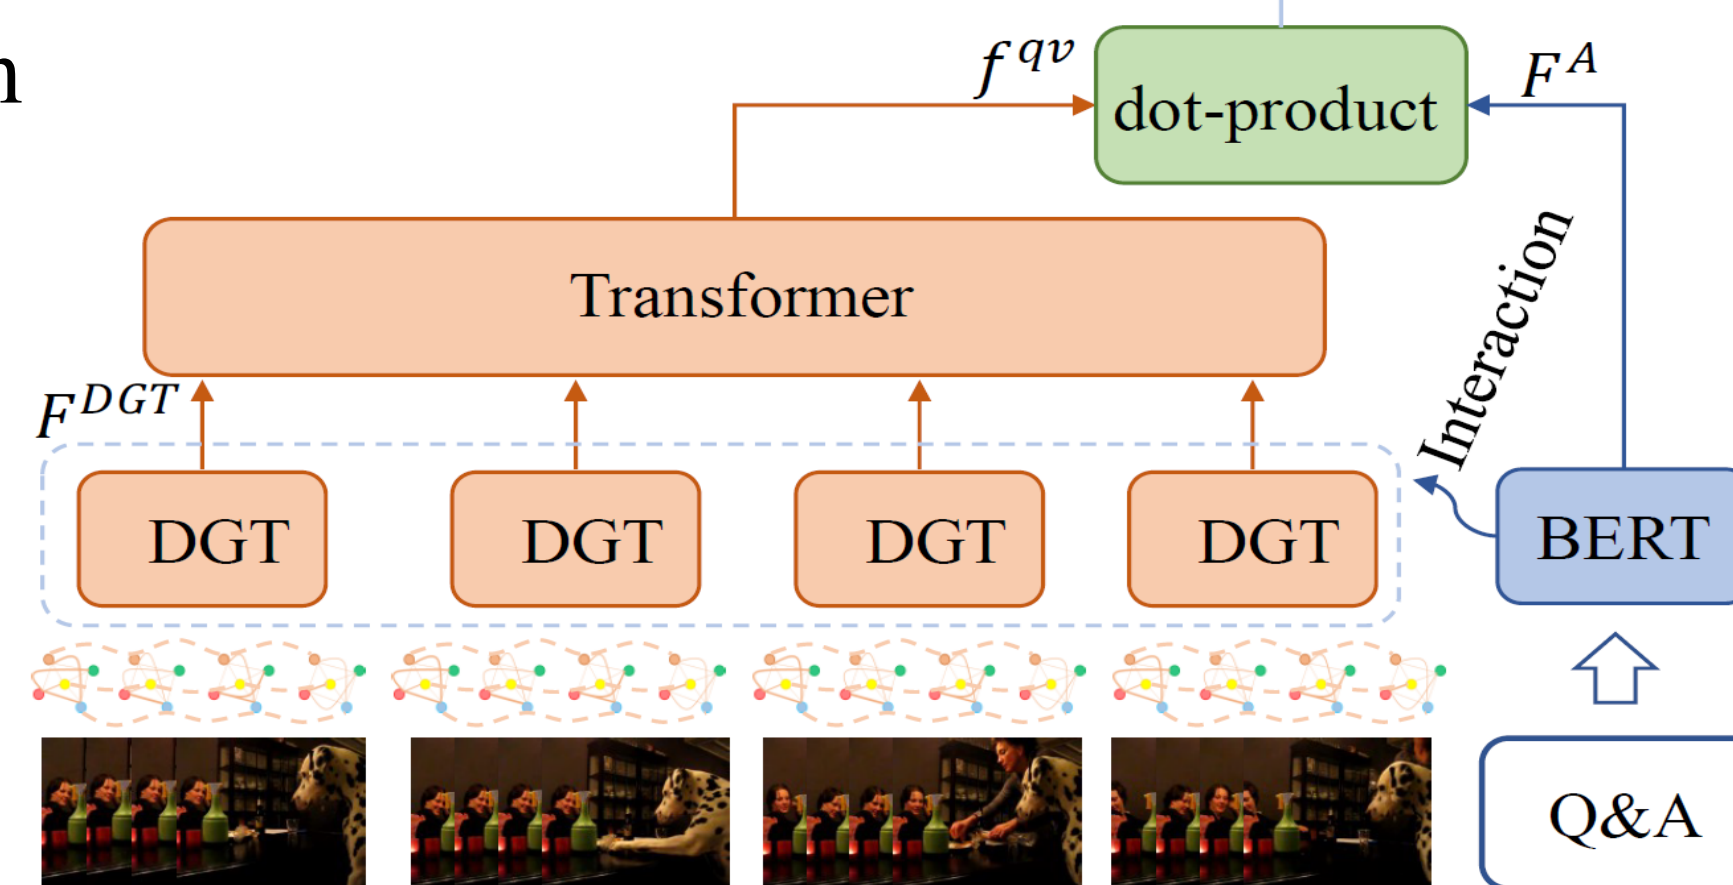 n
f^{qv}
F^A
dot-product
Transformer
Interaction
F^{DGT}
DGT
DGT
DGT
DGT
BERT
Q&A